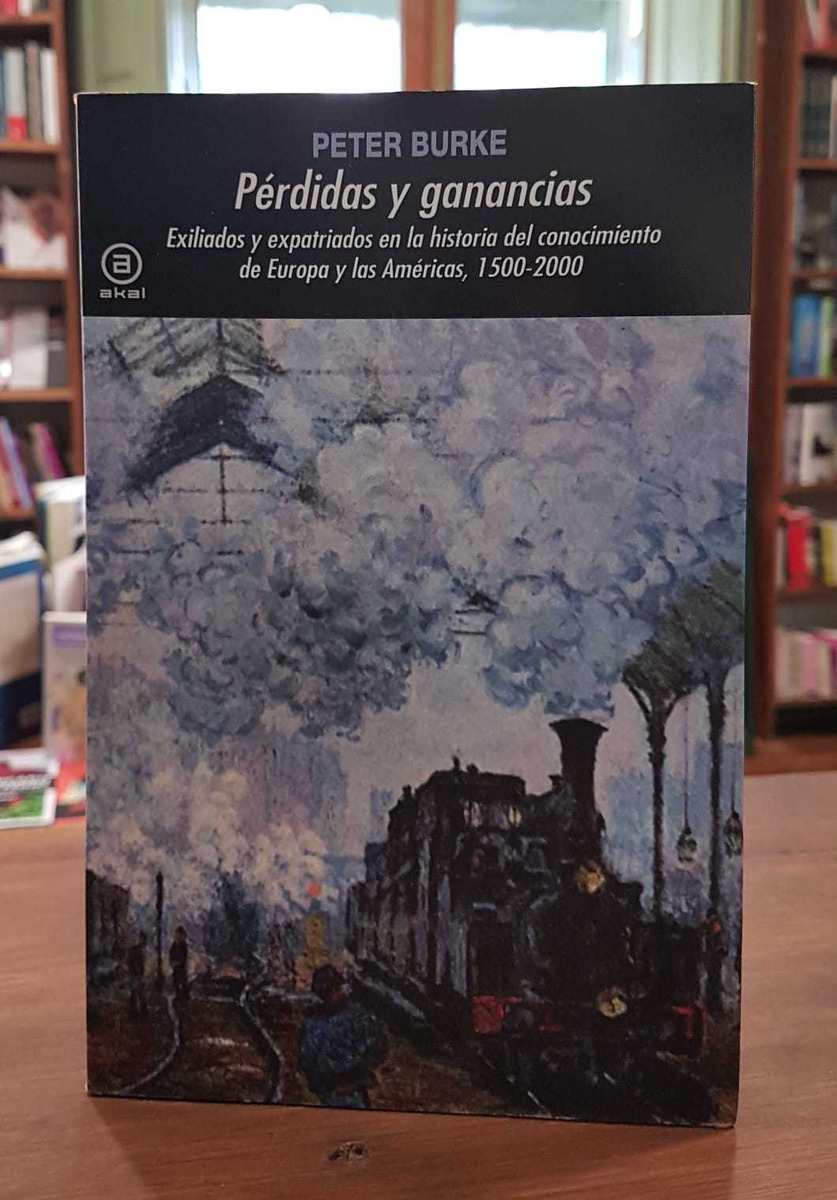 PETER BURKE
Pérdidas y ganancias
Exiliados y expatriados en la historia del conocimiento
de Europa y las Américas, 1500-2000
a
akal